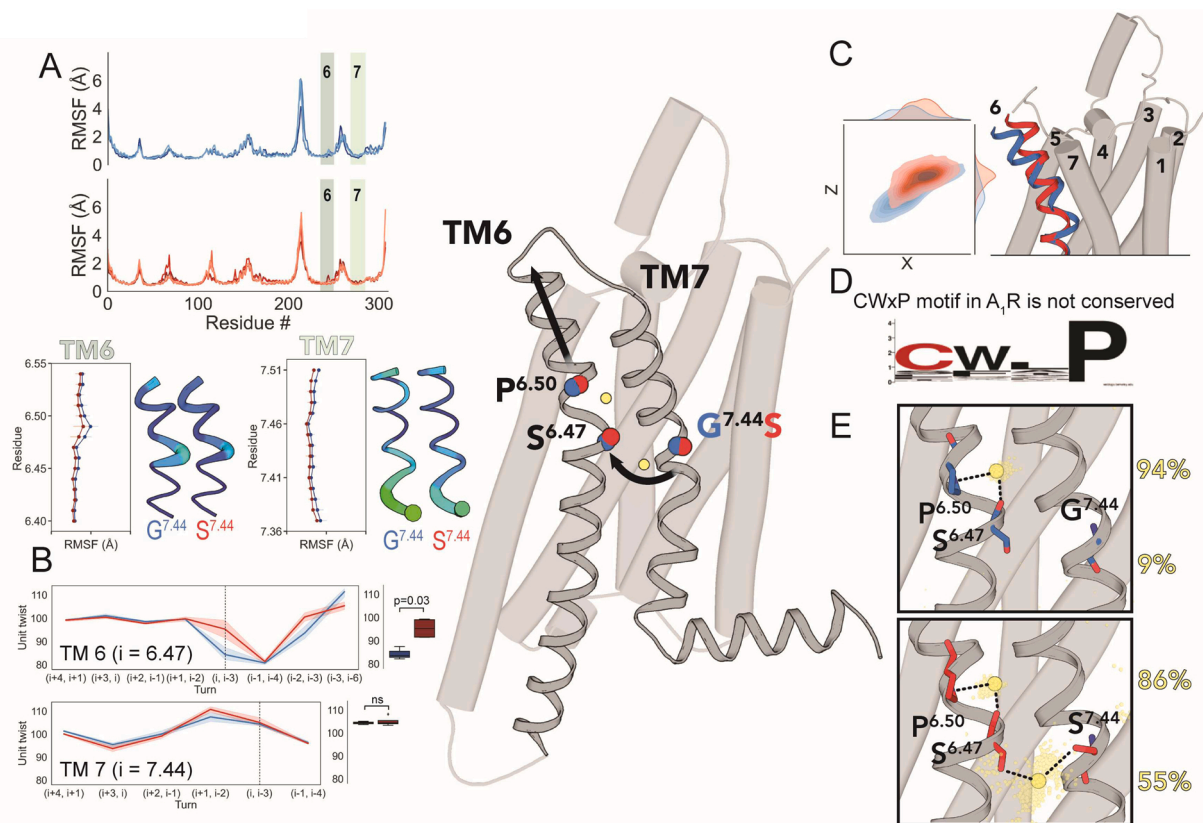 A
RMSF (Å)
6
4
2
0
6
7
RMSF (Å)
6
4
2
0
6
7
0
100
200
300
Residue #
TM6
6.55
6.50
6.45
6.40
Residue
RMSF (Å)
G7.44
S7.44
TM7
7.51
7.46
7.41
7.36
Residue
RMSF (Å)
G7.44
S7.44
B
Unit twist
110
100
90
80
TM 6 (i = 6.47)
(i+4, i+1)
(i+3, i)
(i+2, i-1)
(i+1, i-2)
(i, i-3)
(i-1, i-4)
(i-2, i-3)
(i-3, i-6)
Turn
110
100
90
80
p=0.03
Unit twist
110
100
90
80
TM 7 (i = 7.44)
(i+4, i+1)
(i+3, i)
(i+2, i-1)
(i+1, i-2)
(i, i-3)
(i-1, i-4)
Turn
110
100
90
80
ns
TM6
TM7
P6.50
S6.47
G7.44S
C
Z
X
6
5
7
4
3
1
2
D
CWxP motif in A1R is not conserved
4
3
2
1
0
CW
P
E
P6.50
S6.47
G7.44
94%
9%
P6.50
S6.47
S7.44
86%
55%